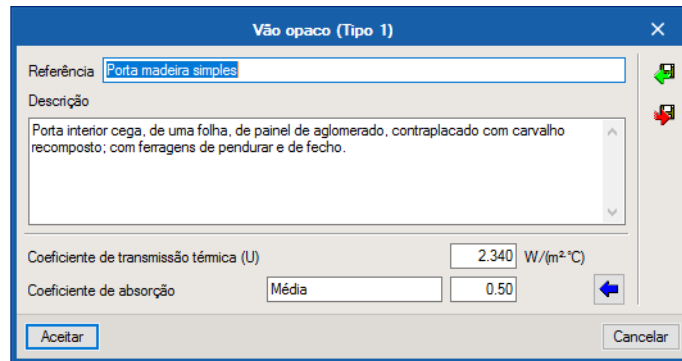 Vão opaco (Tipo 1)
Referência Porta madeira simples
Descrição
Porta interior cega, de uma folha, de painel de aglomerado, contraplacado com carvalho
recomposto; com ferragens de pendurar e de fecho.
Coeficiente de transmissão térmica (U) 2.340 W/(m²·°C)
Coeficiente de absorção Média 0.50
Aceitar Cancelar